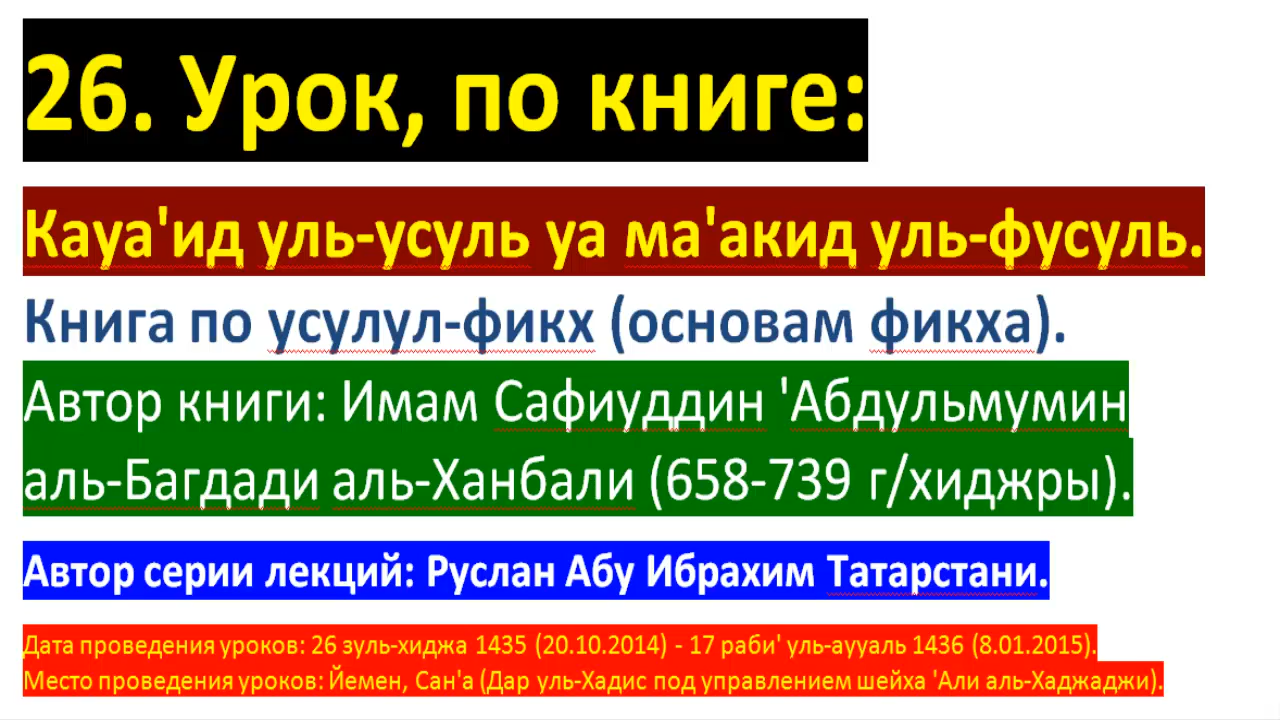 26. Урок, по книге:
Кауа'ид уль-усуль уа ма'акид уль-фусуль.
Книга по усулул-фикх (основам фикха).
Автор книги: Имам Сафиуддин 'Абдульмумин
аль-Багдади аль-Ханбали (658-739 г/хиджры).
Автор серии лекций: Руслан Абу Ибрахим Татарстани.
Дата проведения уроков: 26 зуль-хиджа 1435 (20.10.2014) - 17 раби' уль-аууаль 1436 (8.01.2015).
Место проведения уроков: Йемен, Сан'а (Дар уль-Хадис под управлением шейха 'Али аль-Хаджаджи).